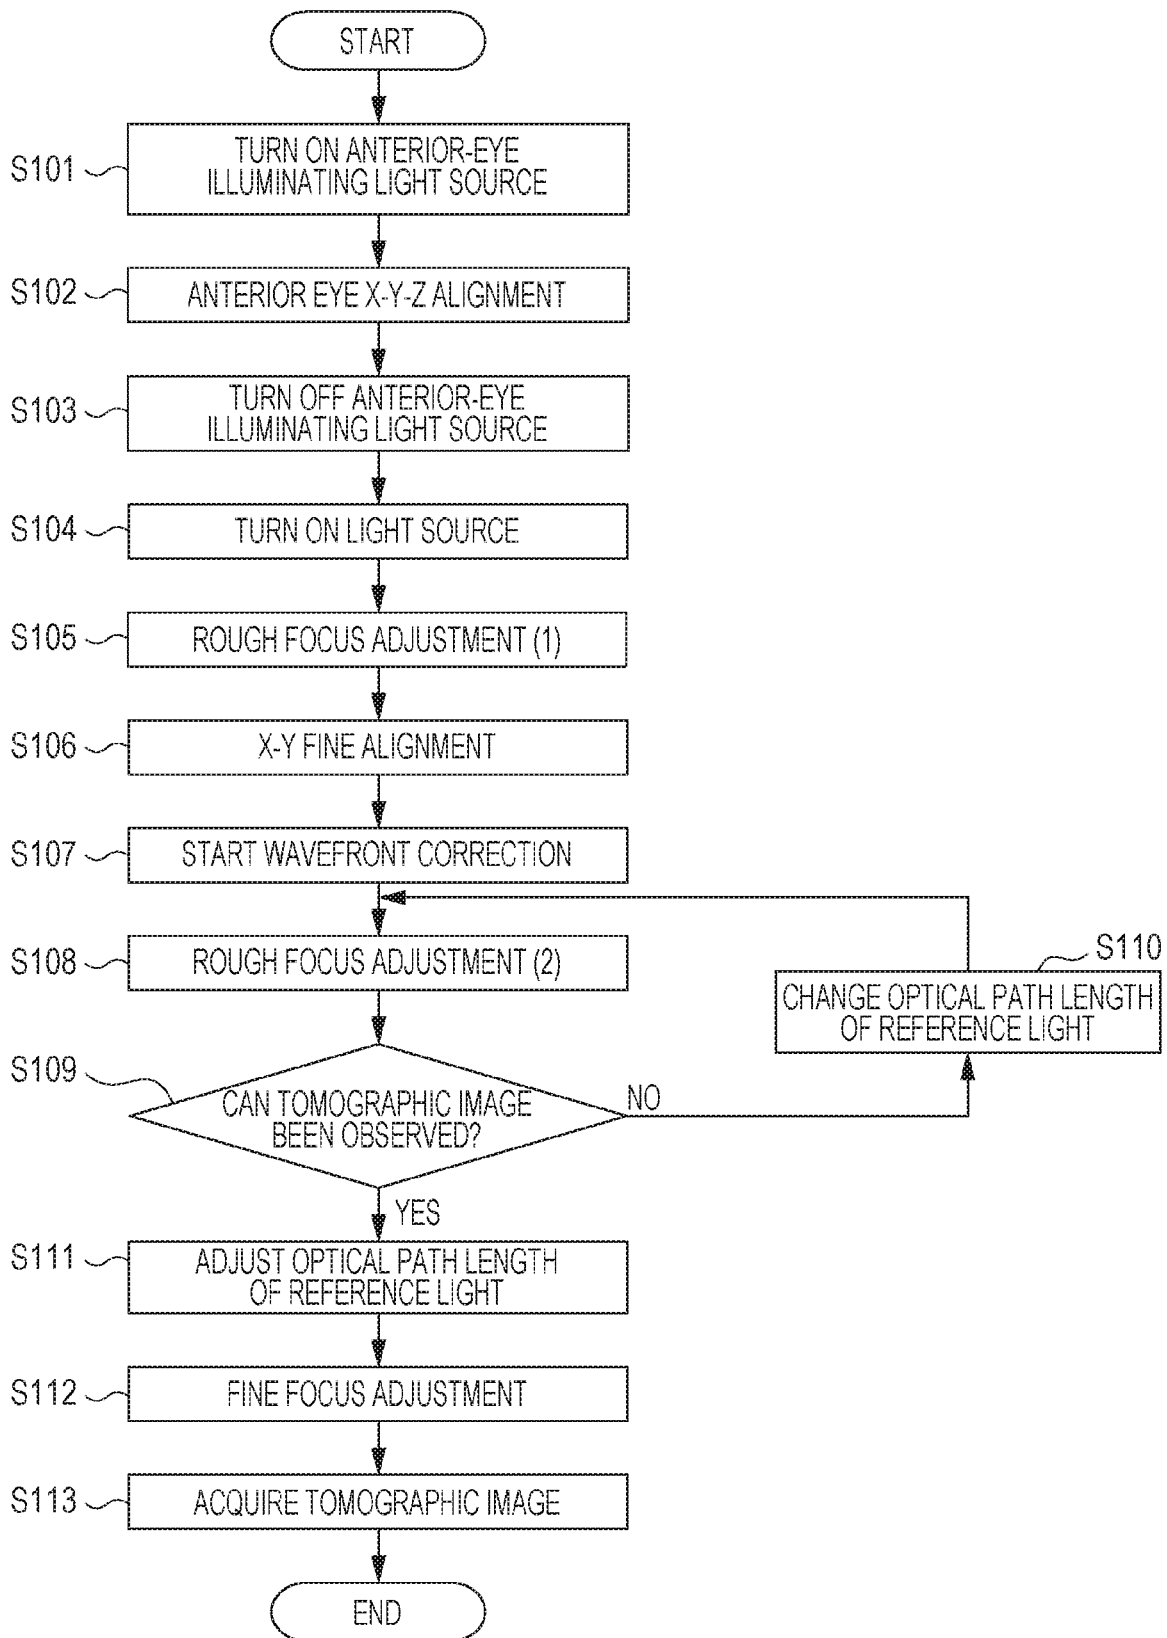 START
S101
TURN ON ANTERIOR-EYE
ILLUMINATING LIGHT SOURCE
S102
ANTERIOR EYE X-Y-Z ALIGNMENT
S103
TURN OFF ANTERIOR-EYE
ILLUMINATING LIGHT SOURCE
S104
TURN ON LIGHT SOURCE
S105
ROUGH FOCUS ADJUSTMENT (1)
S106
X-Y FINE ALIGNMENT
S107
START WAVEFRONT CORRECTION
S108
ROUGH FOCUS ADJUSTMENT (2)
S110
CHANGE OPTICAL PATH LENGTH
OF REFERENCE LIGHT
S109
CAN TOMOGRAPHIC IMAGE
BEEN OBSERVED?
NO
YES
S111
ADJUST OPTICAL PATH LENGTH
OF REFERENCE LIGHT
S112
FINE FOCUS ADJUSTMENT
S113
ACQUIRE TOMOGRAPHIC IMAGE
END